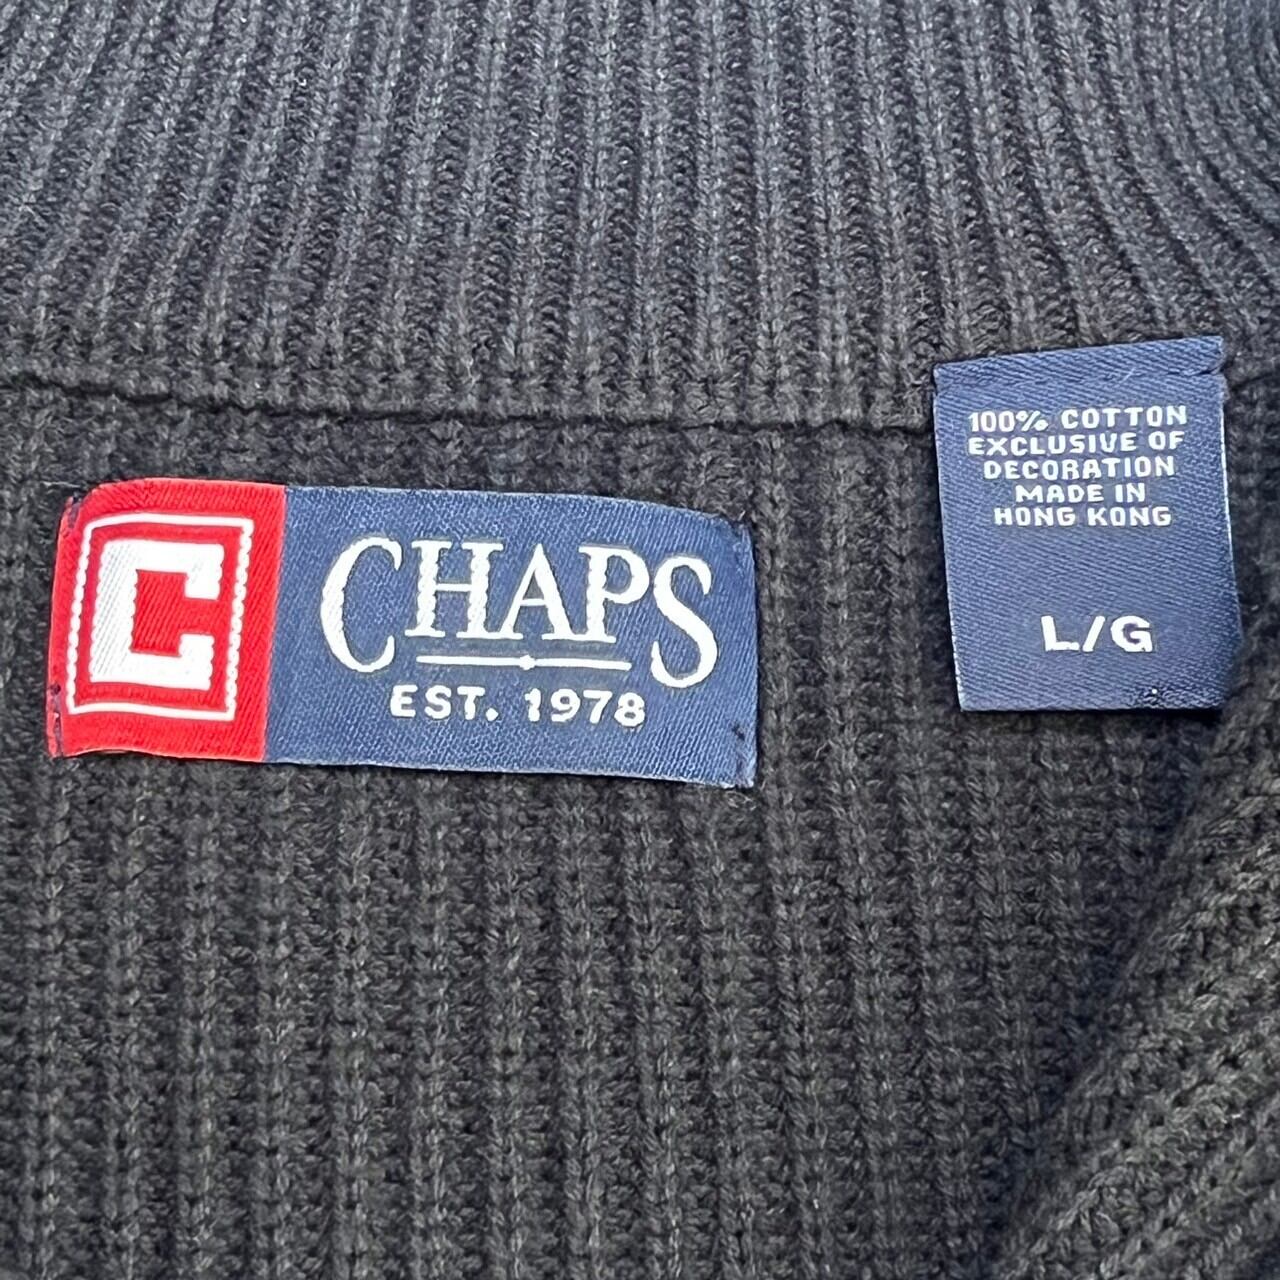 C
CHAPS
EST. 1978
100% COTTON
EXCLUSIVE OF
DECORATION
MADE IN
HONG KONG
L/G